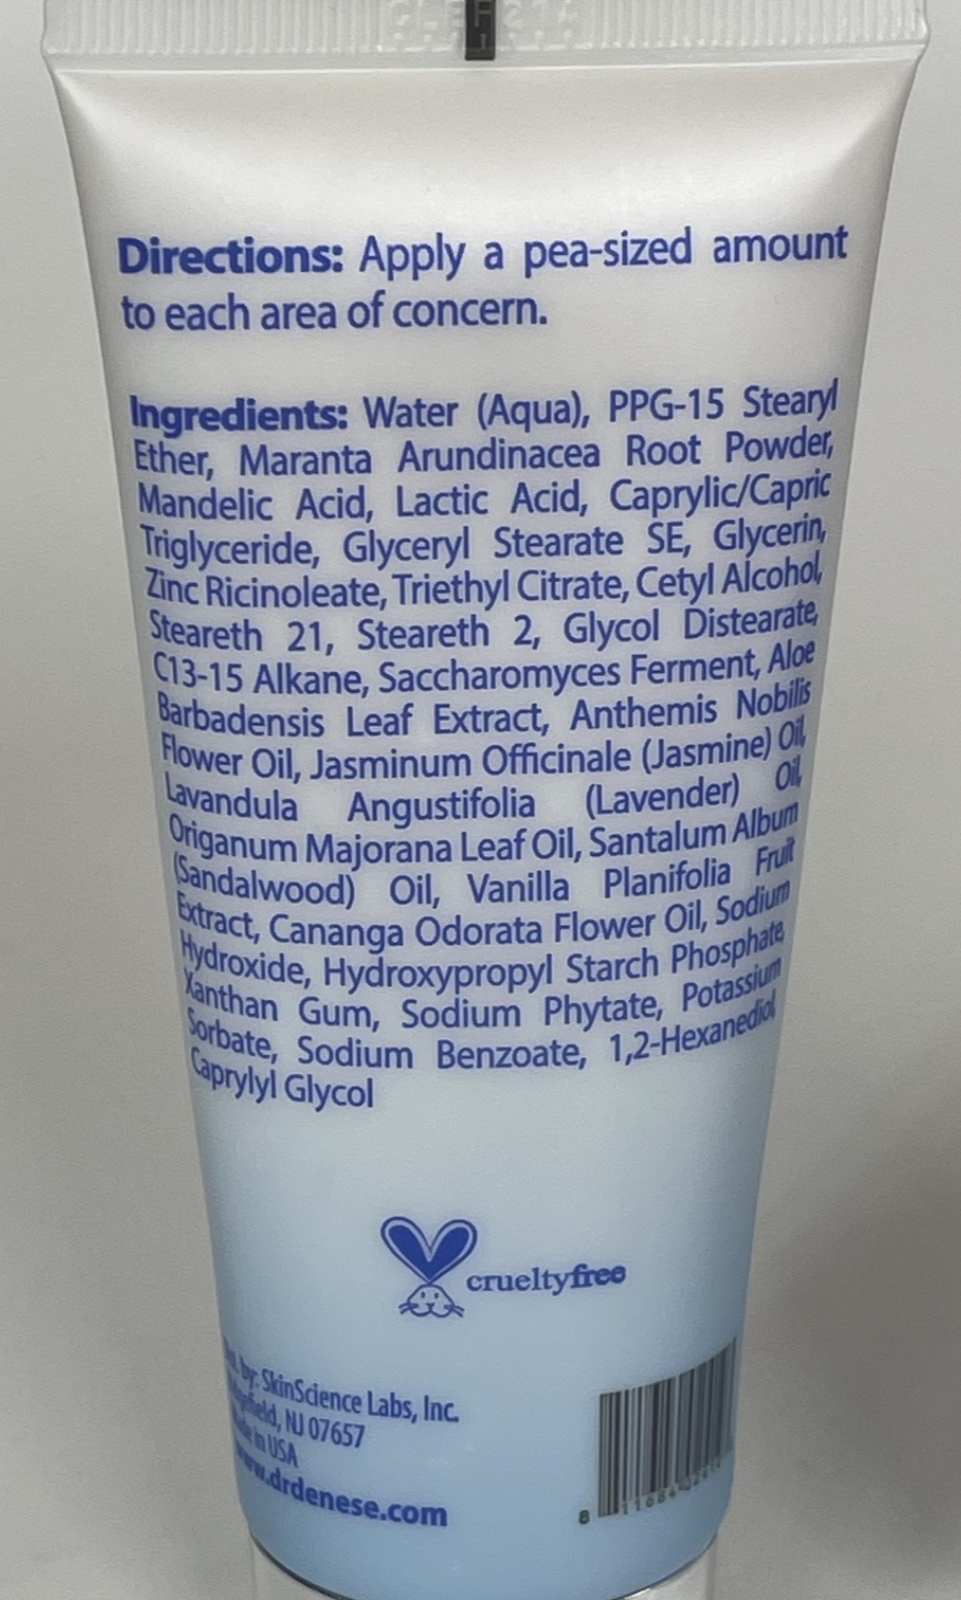 Directions: Apply a pea-sized amount
to each area of concern.
Ingredients: Water (Aqua), PPG-15 Stearyl
Ether, Maranta Arundinacea Root Powder,
Mandelic Acid, Lactic Acid, Caprylic/Capric
Triglyceride, Glyceryl Stearate SE, Glycerin,
Zinc Ricinoleate, Triethyl Citrate, Cetyl Alcohol,
Steareth 21, Steareth 2, Glycol Distearate,
C13-15 Alkane, Saccharomyces Ferment, Aloe
Barbadensis Leaf Extract, Anthemis Nobilis
Flower Oil, Jasminum Officinale (Jasmine) Oil,
Lavandula Angustifolia (Lavender) Oil,
Origanum Majorana Leaf Oil, Santalum Album
(Sandalwood) Oil, Vanilla Planifolia Fruit
Extract, Cananga Odorata Flower Oil, Sodium
Hydroxide, Hydroxypropyl Starch Phosphate,
Xanthan Gum, Sodium Phytate, Potassium
Sorbate, Sodium Benzoate, 1,2-Hexanediol,
Caprylyl Glycol
crueltyfree
by: SkinScience Labs, Inc.
NJ 07657
in USA
www.drdenese.com
8